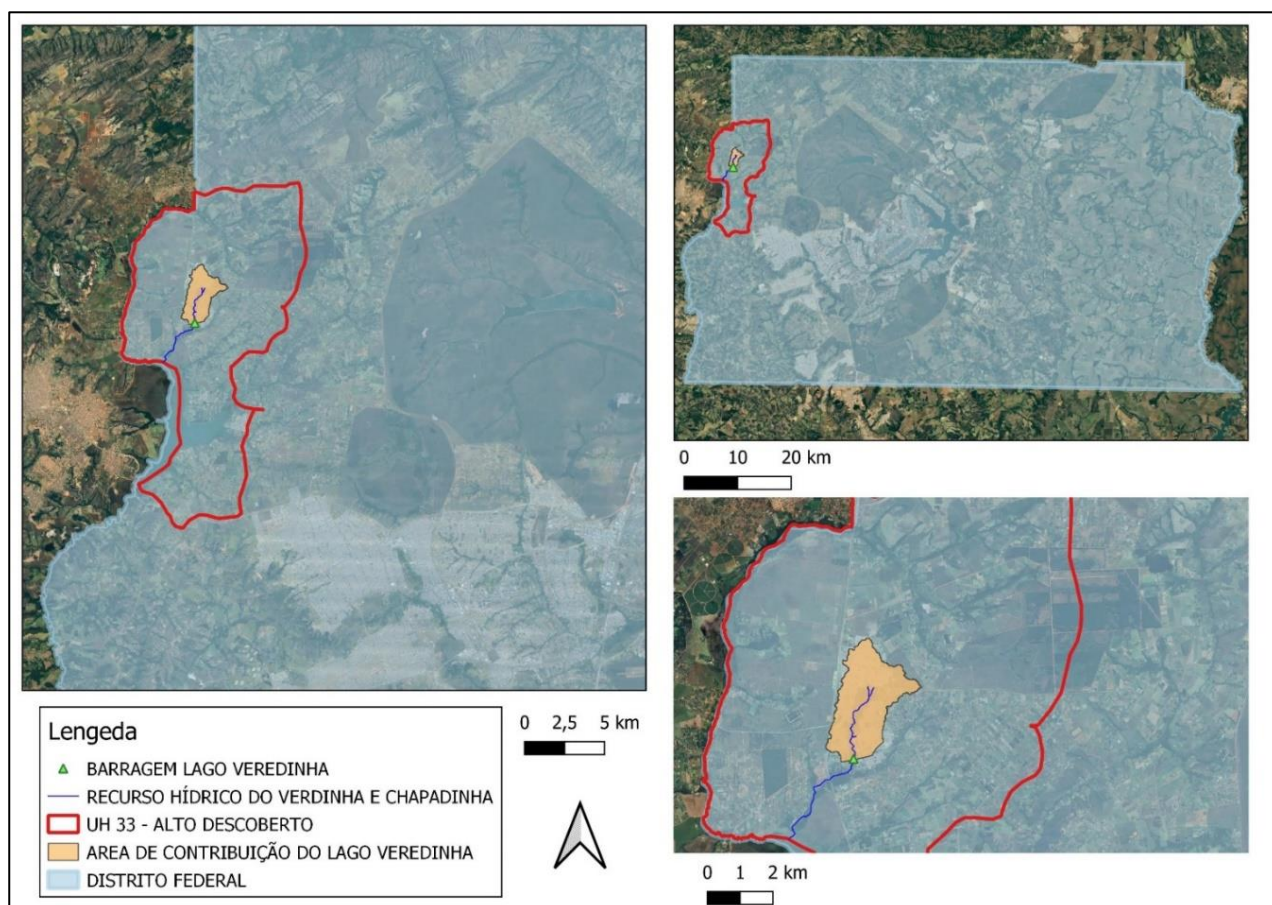 0 10 20 km
Lengeda
BARRAGEM LAGO VEREDINHA
RECURSO HÍDRICO DO VERDINHA E CHAPADINHA
UH 33 - ALTO DESCOBERTO
AREA DE CONTRIBUIÇÃO DO LAGO VEREDINHA
DISTRITO FEDERAL
0 2,5 5 km
0 1 2 km